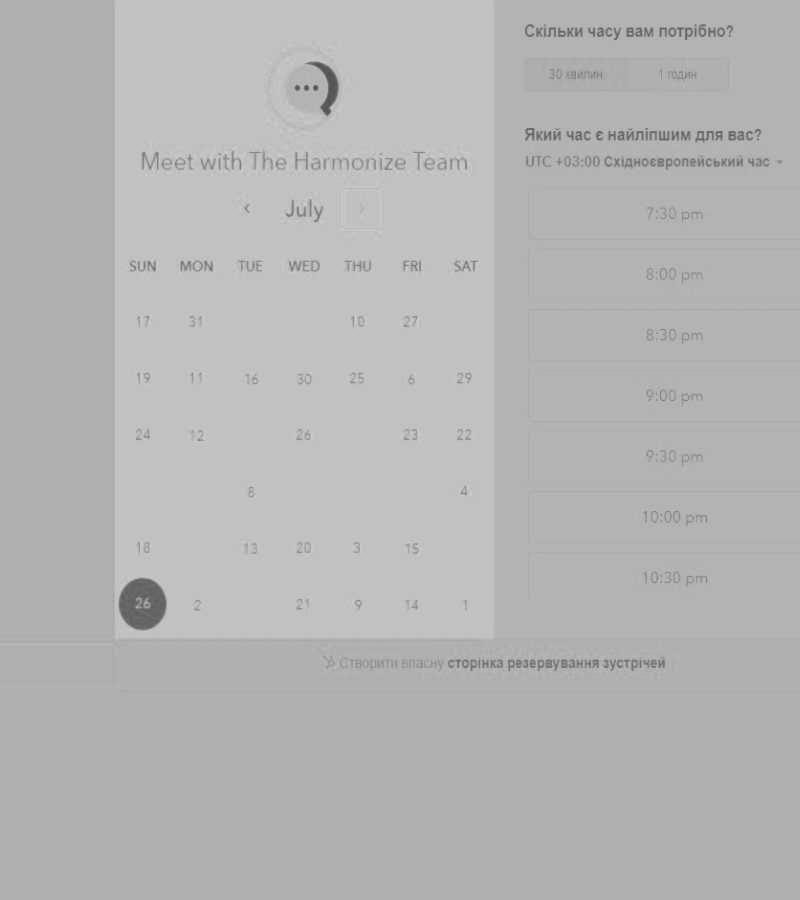 Meet with The Harmonize Team
July
SUN MON TUE WED THU FRI SAT
17 31 10 27
19 11 16 30 25 6 29
24 12 26 23 22
8 4
18 13 20 3 15
26 2 21 9 14 1
Скільки часу вам потрібно?
30 хвилин 1 годин
Який час є найліпшим для вас?
UTC +03:00 Східноєвропейський час
7:30 pm
8:00 pm
8:30 pm
9:00 pm
9:30 pm
10:00 pm
10:30 pm
Створити власну сторінка резервування зустрічей